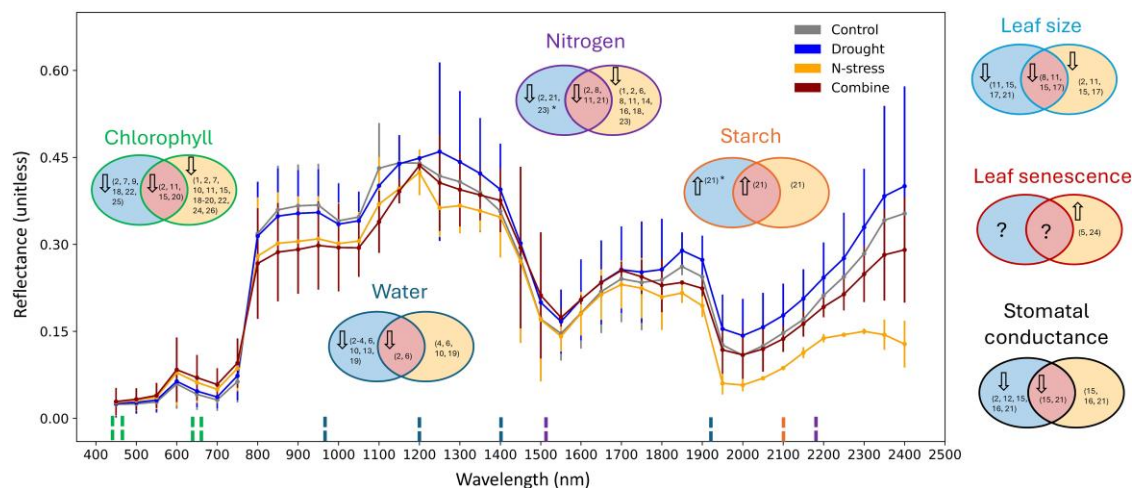 Control
Drought
N-stress
Combine
Nitrogen
(2, 21,
23) *
(2, 8,
11, 21)
(1, 2, 6,
8, 11, 14,
16, 18,
23)
Chlorophyll
(2, 7, 9,
18, 22,
25)
(2, 11,
15, 20)
(1, 2, 7,
10, 11, 15,
18-20, 22,
24, 26)
Starch
(21) *
(21)
(21)
Water
(2-4, 6,
10, 13,
19)
(2, 6)
(4, 6,
10, 19)
Leaf size
(11, 15,
17, 21)
(8, 11,
15, 17)
(2, 11,
15, 17)
Leaf senescence
?
?
(5, 24)
Stomatal
conductance
(2, 12, 15,
16, 21)
(15, 21)
(15,
16, 21)
Reflectance (unitless)
0.60
0.45
0.30
0.15
0.00
400 500 600 700 800 900 1000 1100 1200 1300 1400 1500 1600 1700 1800 1900 2000 2100 2200 2300 2400 2500
Wavelength (nm)